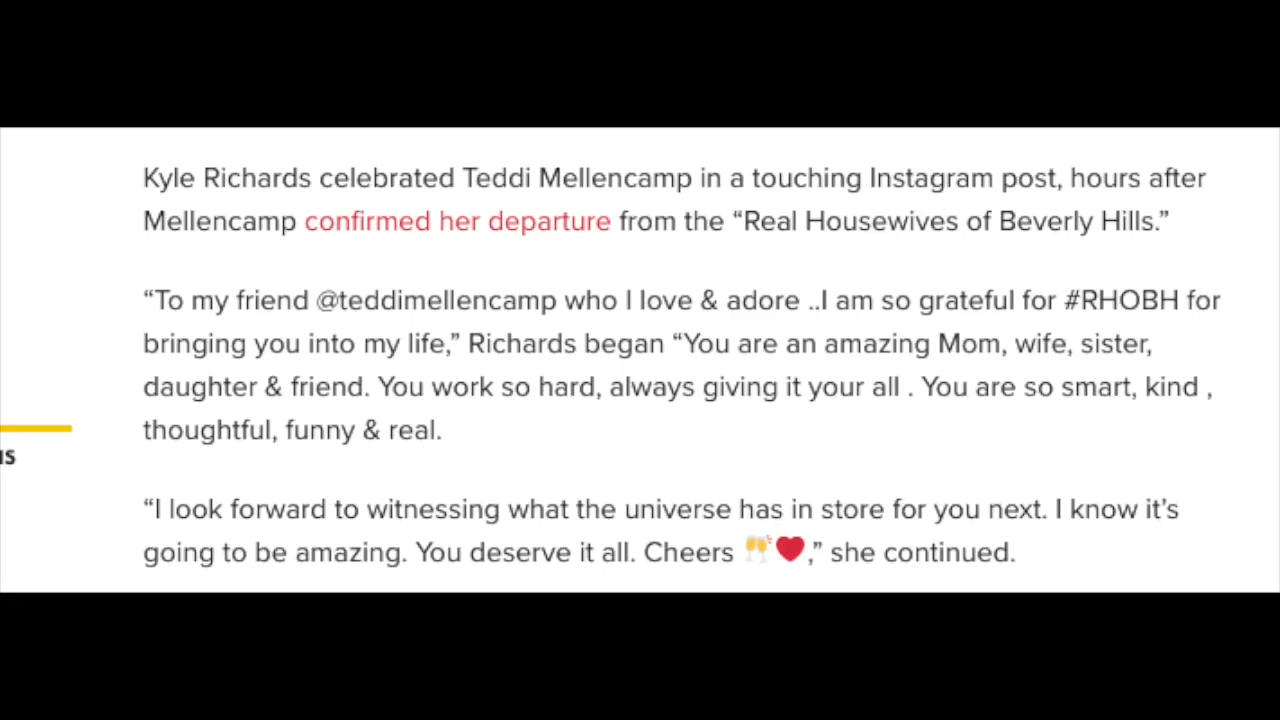 Kyle Richards celebrated Teddi Mellencamp in a touching Instagram post, hours after
Mellencamp confirmed her departure from the “Real Housewives of Beverly Hills.”
“To my friend @teddimellencamp who I love & adore ..I am so grateful for #RHOBH for
bringing you into my life,” Richards began “You are an amazing Mom, wife, sister,
daughter & friend. You work so hard, always giving it your all . You are so smart, kind ,
thoughtful, funny & real.
“I look forward to witnessing what the universe has in store for you next. I know it’s
going to be amazing. You deserve it all. Cheers 🥂❤️,” she continued.